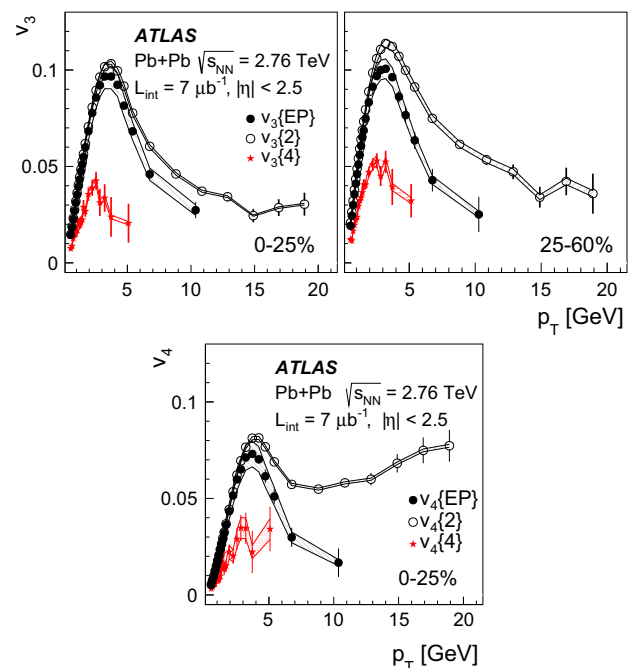 v₃
ATLAS
Pb+Pb √sNN = 2.76 TeV
Lint = 7 μb⁻¹, |η| < 2.5
v₃{EP}
v₃{2}
v₃{4}
0-25%
25-60%
0.1
0.05
0
5 10 15 20
5 10 15 20
pT [GeV]
v₄
ATLAS
Pb+Pb √sNN = 2.76 TeV
Lint = 7 μb⁻¹, |η| < 2.5
v₄{EP}
v₄{2}
v₄{4}
0-25%
0.1
0.05
0
5 10 15 20
pT [GeV]